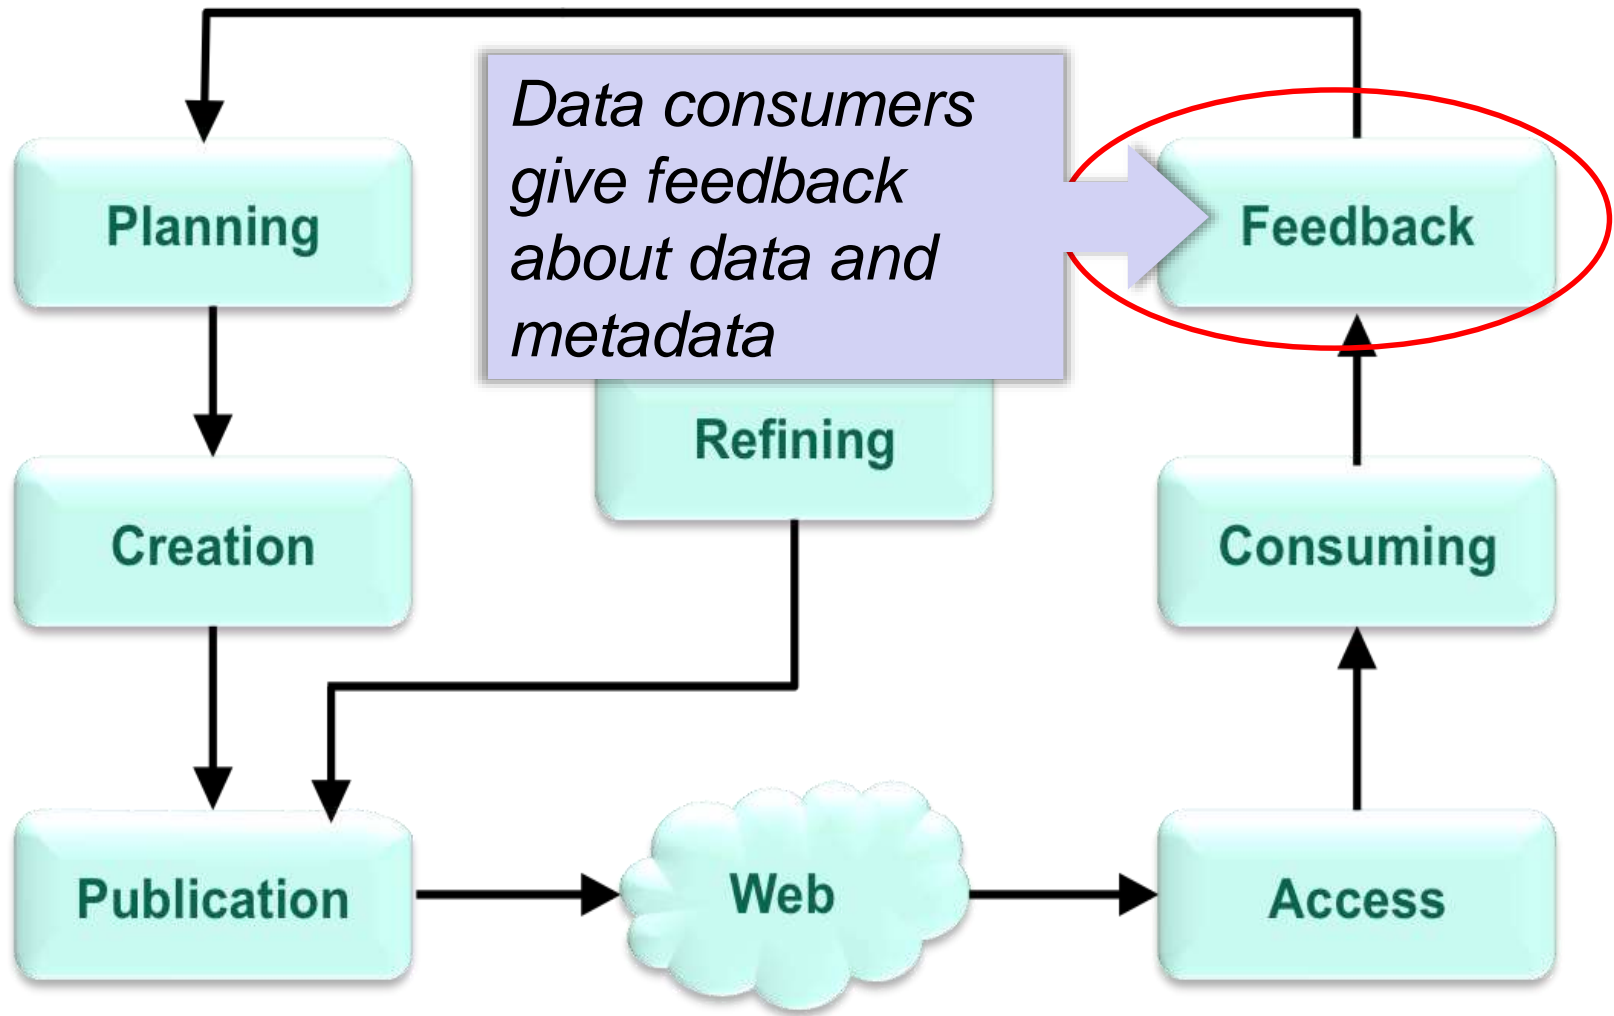 Data consumers
give feedback
about data and
metadata
Planning
Feedback
Refining
Creation
Consuming
Publication
Web
Access